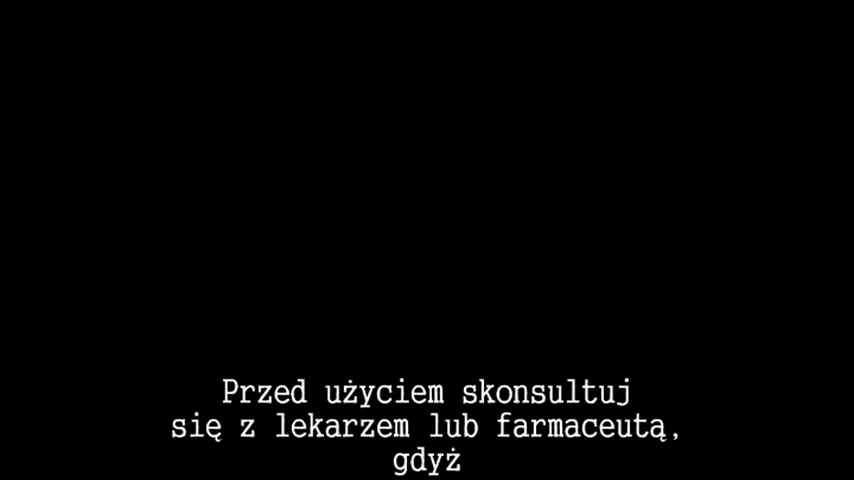 Przed użyciem skonsultuj
się z lekarzem lub farmaceutą,
gdyż